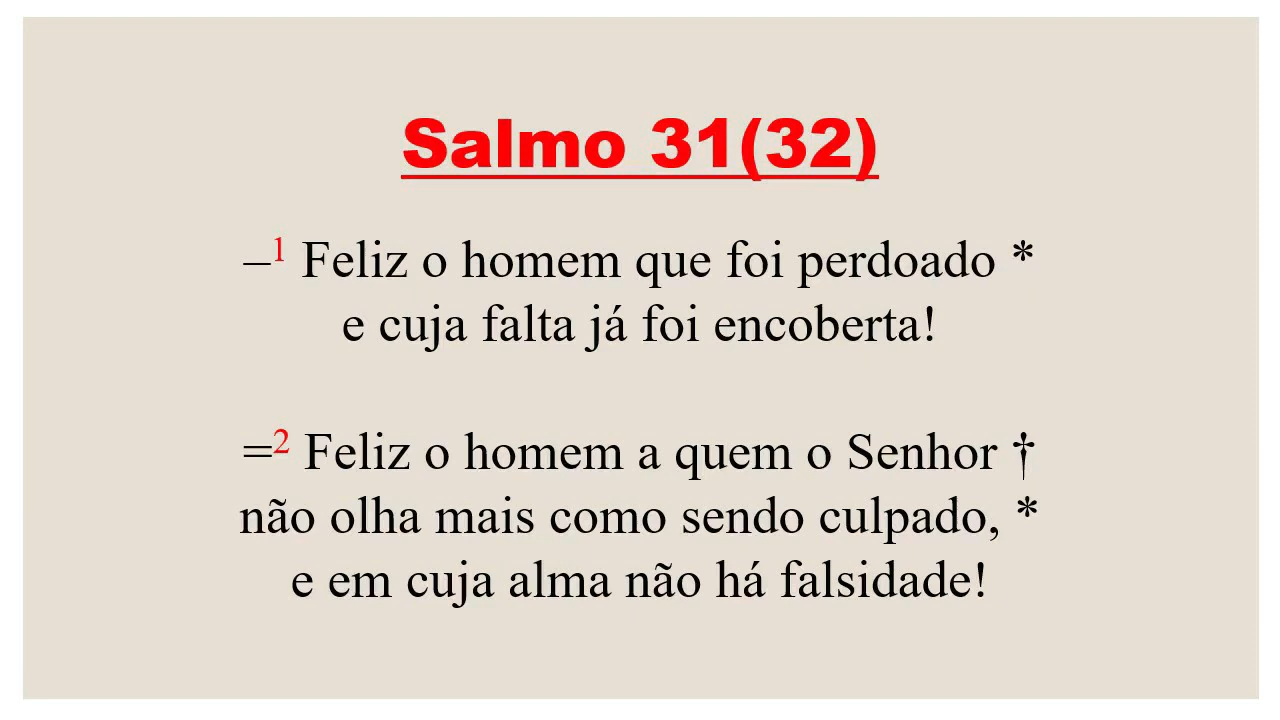 Salmo 31(32)
–1 Feliz o homem que foi perdoado *
e cuja falta já foi encoberta!
=2 Feliz o homem a quem o Senhor †
não olha mais como sendo culpado, *
e em cuja alma não há falsidade!